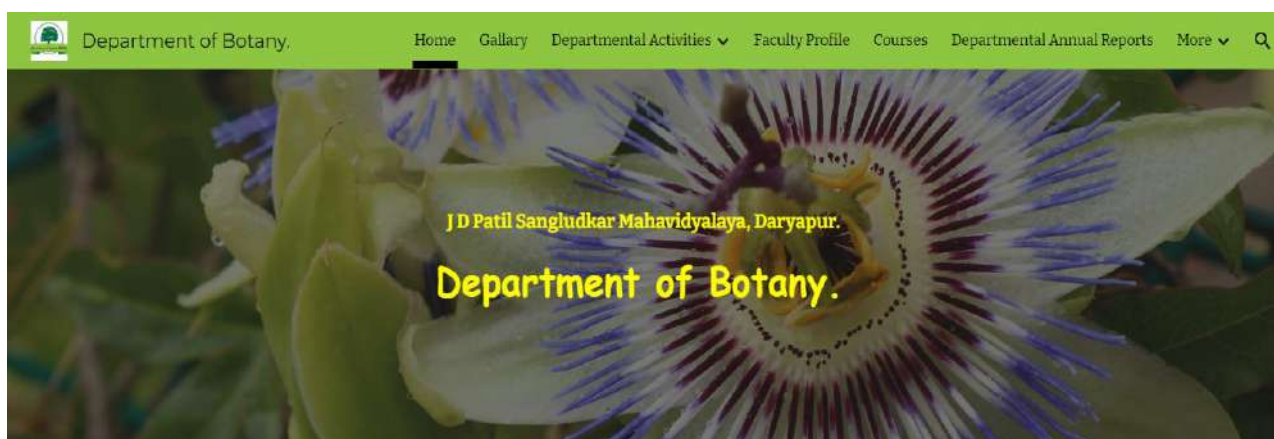 Department of Botany.
Home Gallary Departmental Activities Faculty Profile Courses Departmental Annual Reports More
J D Patil Sangludkar Mahavidyalaya, Daryapur.
Department of Botany.